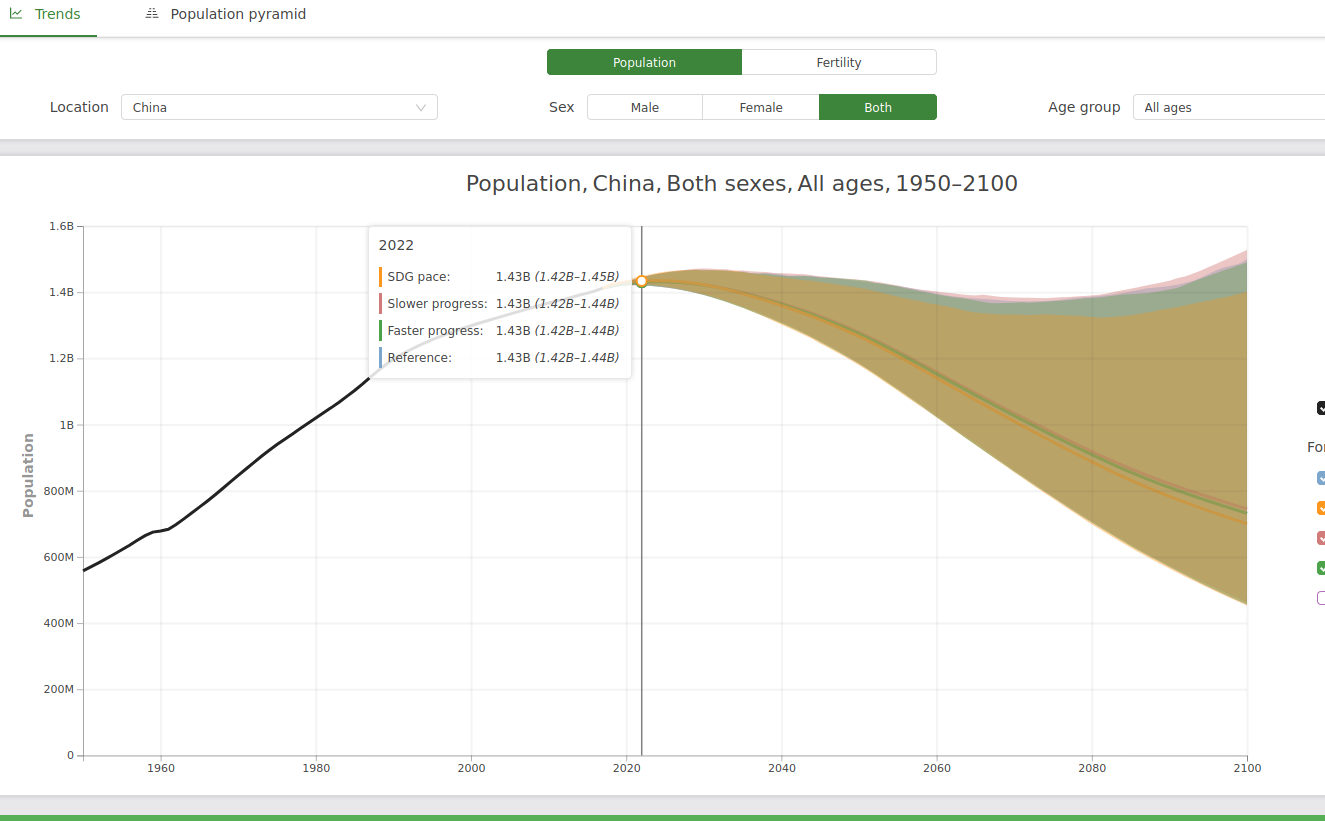 Trends
Population pyramid
Population
Fertility
Location
China
Sex
Male
Female
Both
Age group
All ages
Population, China, Both sexes, All ages, 1950–2100
1.6B
1.4B
1.2B
1B
800M
600M
400M
200M
0
Population
2022
SDG pace: 1.43B (1.42B–1.45B)
Slower progress: 1.43B (1.42B–1.44B)
Faster progress: 1.43B (1.42B–1.44B)
Reference: 1.43B (1.42B–1.44B)
1960
1980
2000
2020
2040
2060
2080
2100